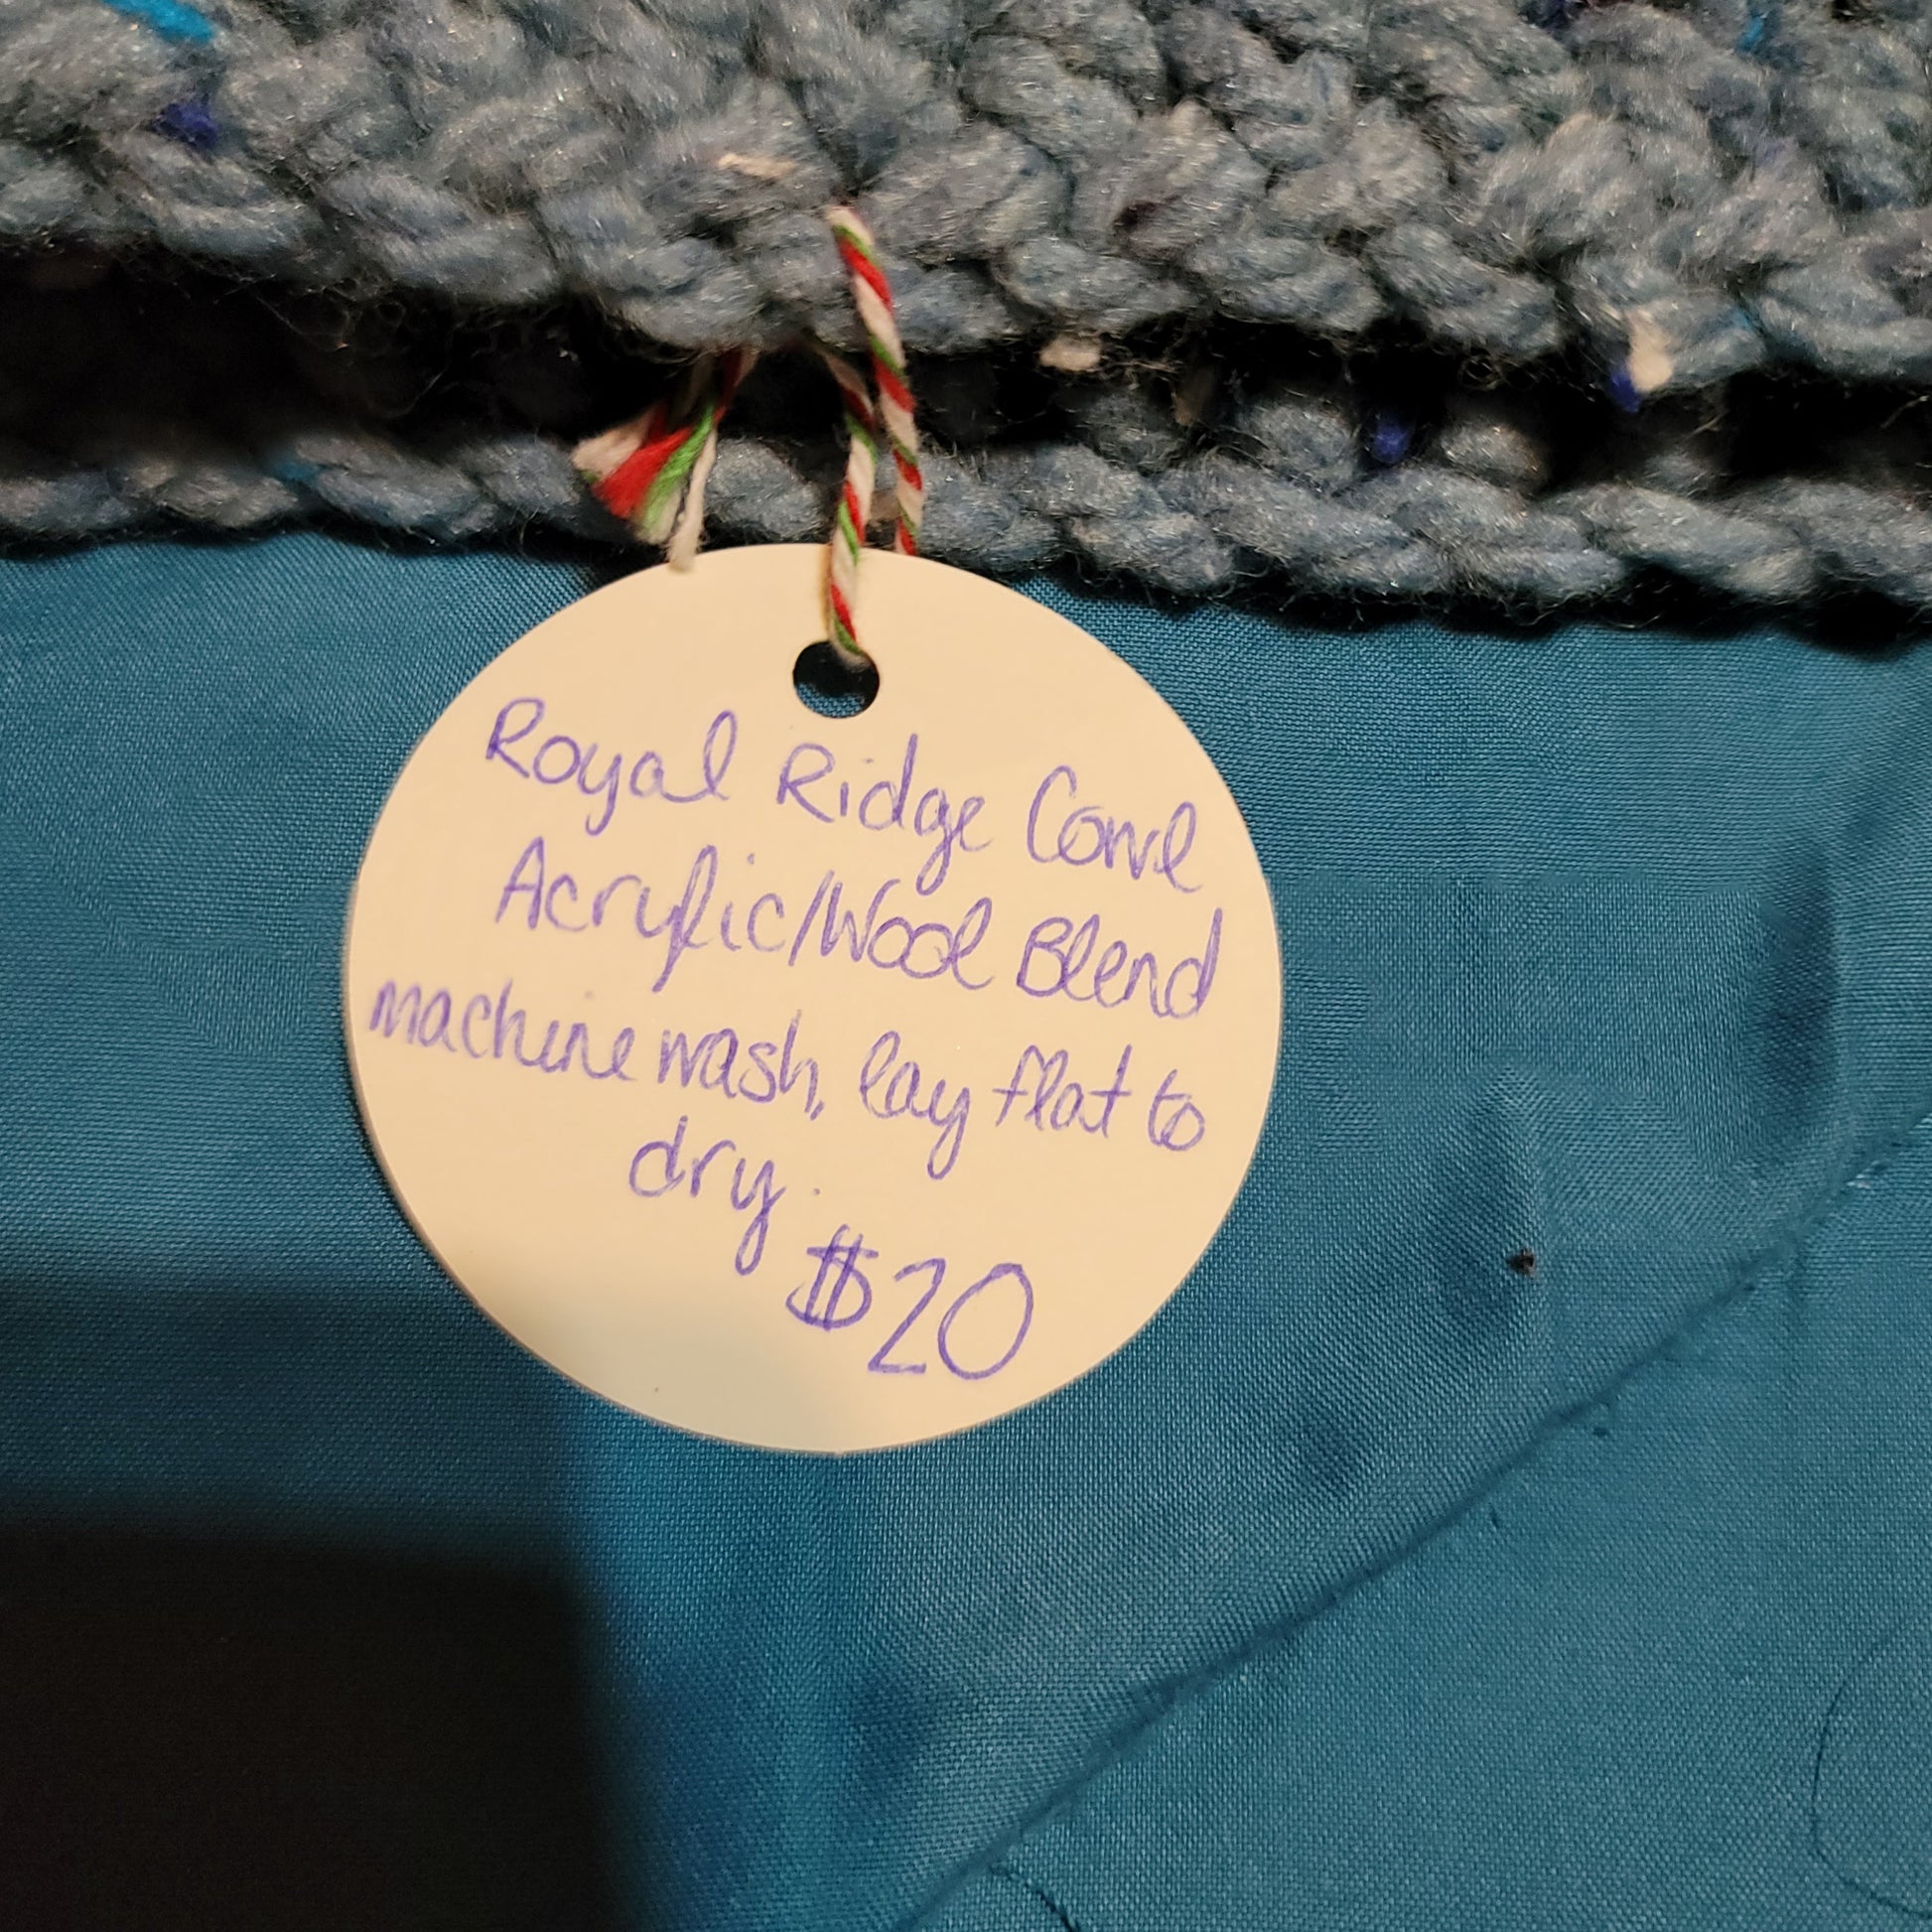 Royal Ridge Cowl
Acrylic/Wool Blend
machine wash, lay flat to
dry.
$20